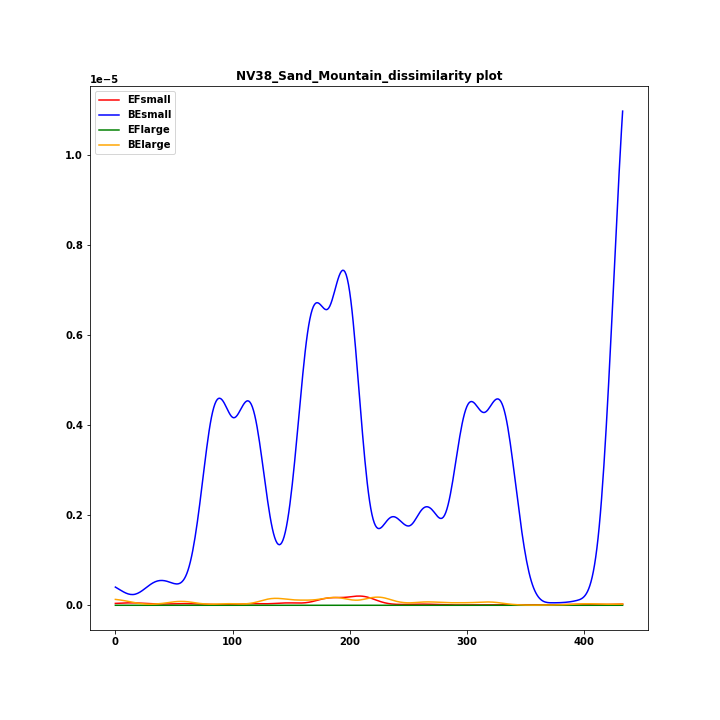 NV38_Sand_Mountain_dissimilarity plot
1e−5
EFsmall
BEsmall
EFlarge
BElarge
1.0
0.8
0.6
0.4
0.2
0.0
0 100 200 300 400